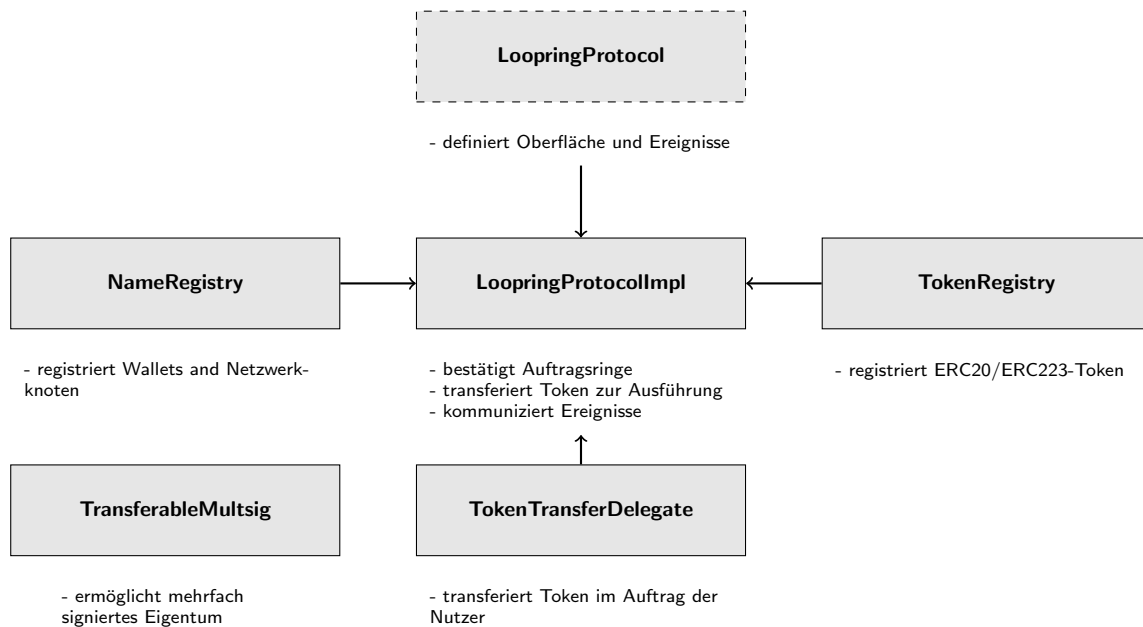 LoopringProtocol
- definiert Oberfläche und Ereignisse
NameRegistry
LoopringProtocolImpl
TokenRegistry
- registriert Wallets and Netzwerk-
knoten
- bestätigt Auftragsringe
- transferiert Token zur Ausführung
- kommuniziert Ereignisse
- registriert ERC20/ERC223-Token
TransferableMultsig
TokenTransferDelegate
- ermöglicht mehrfach
signiertes Eigentum
- transferiert Token im Auftrag der
Nutzer